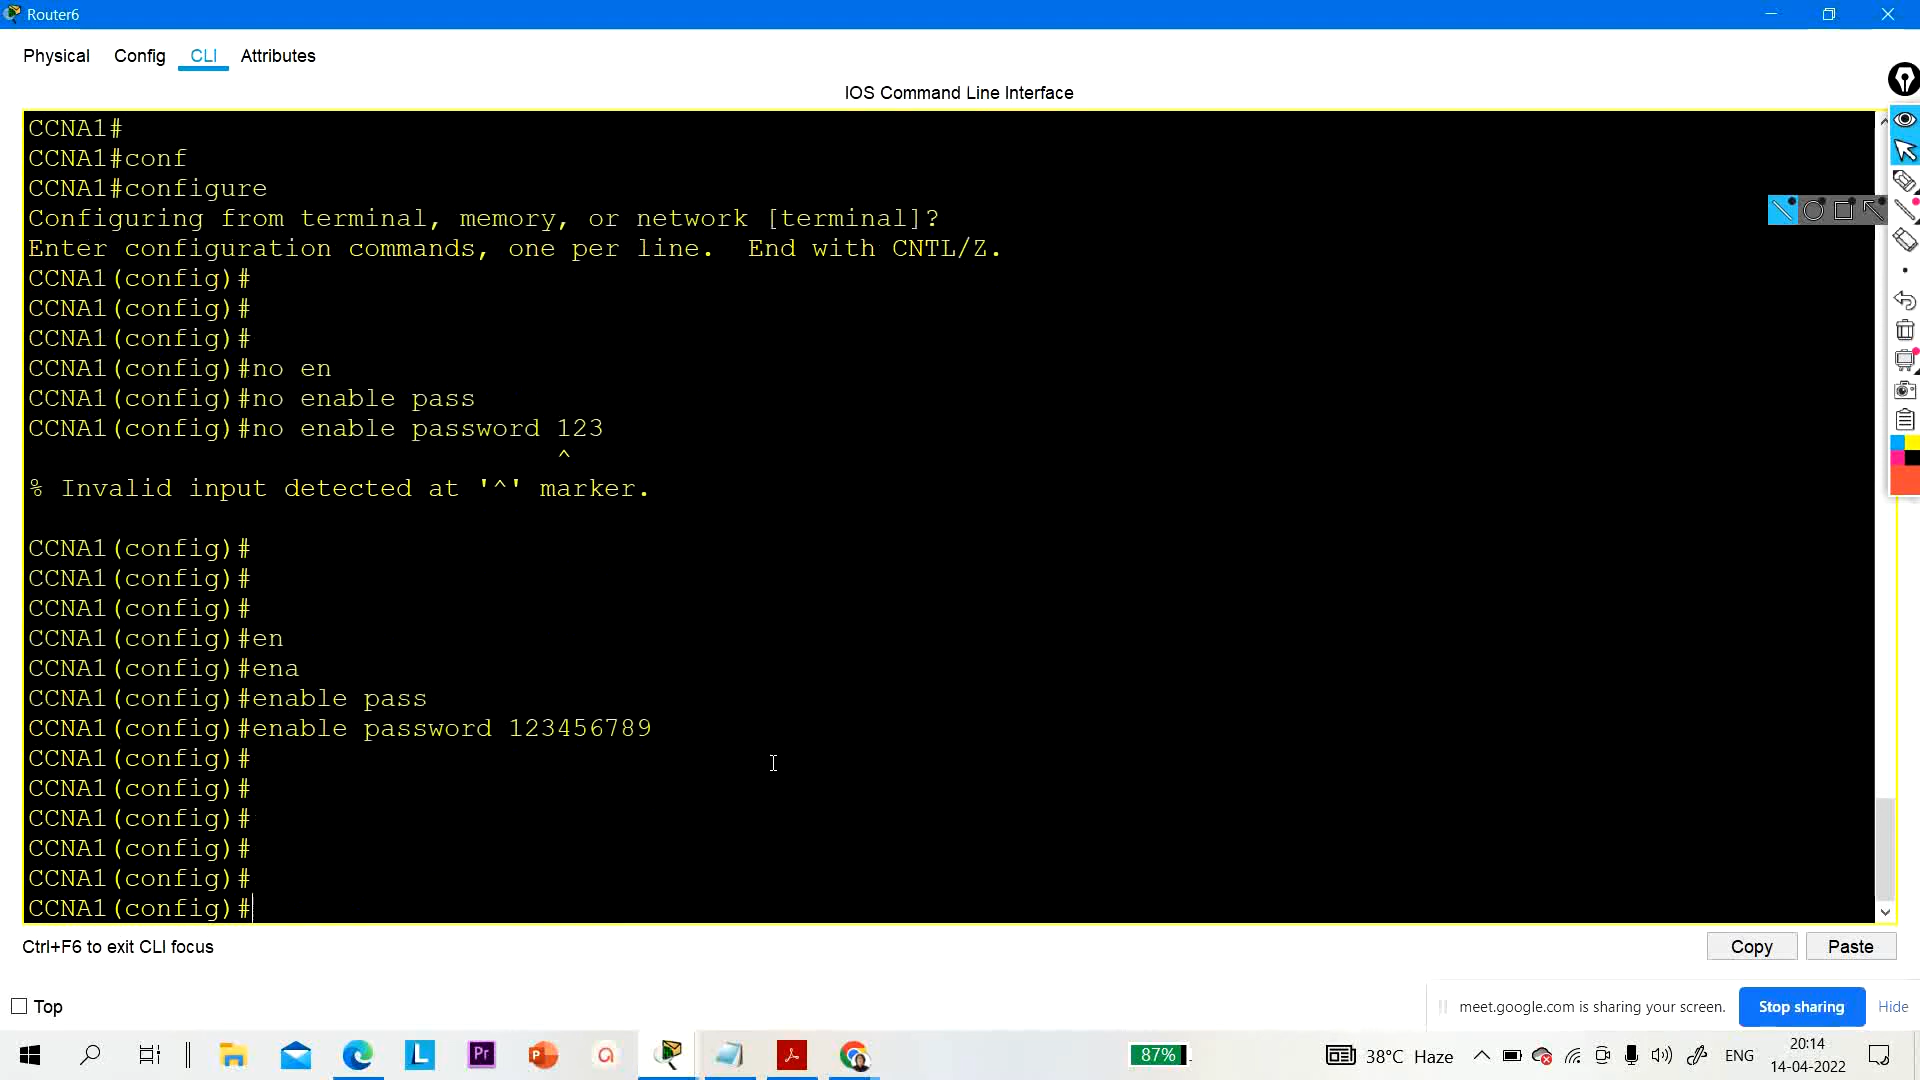 Router6
Physical Config CLI Attributes
IOS Command Line Interface
CCNA1#
CCNA1#conf
CCNA1#configure
Configuring from terminal, memory, or network [terminal]?
Enter configuration commands, one per line.  End with CNTL/Z.
CCNA1(config)#
CCNA1(config)#
CCNA1(config)#
CCNA1(config)#no en
CCNA1(config)#no enable pass
CCNA1(config)#no enable password 123
^
% Invalid input detected at '^' marker.
CCNA1(config)#
CCNA1(config)#
CCNA1(config)#
CCNA1(config)#en
CCNA1(config)#ena
CCNA1(config)#enable pass
CCNA1(config)#enable password 123456789
CCNA1(config)#
CCNA1(config)#
CCNA1(config)#
CCNA1(config)#
CCNA1(config)#
CCNA1(config)#
Ctrl+F6 to exit CLI focus
Copy Paste
Top
meet.google.com is sharing your screen. Stop sharing Hide
L Pr P a 87% 38°C Haze ENG
20:14
14-04-2022